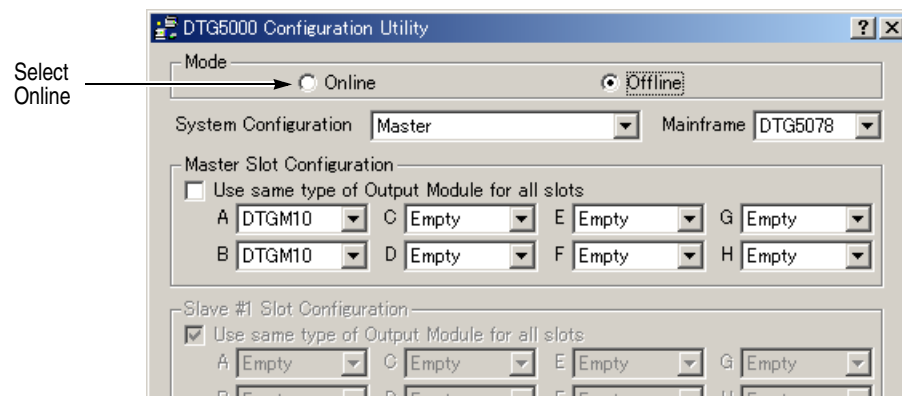 DTG5000 Configuration Utility
Mode
Select Online
Online Offline
System Configuration Master Mainframe DTG5078
Master Slot Configuration
Use same type of Output Module for all slots
A DTGM10 C Empty E Empty G Empty
B DTGM10 D Empty F Empty H Empty
Slave #1 Slot Configuration
Use same type of Output Module for all slots
A Empty C Empty E Empty G Empty